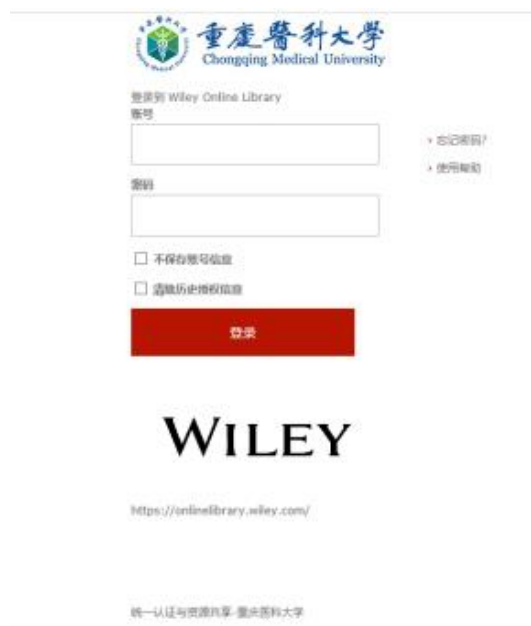 重庆醫科大學
Chongqing Medical University
登录到 Wiley Online Library
账号
忘记密码?
使用帮助
密码
不保存账号信息
清除历史授权信息
登录
WILEY
https://onlinelibrary.wiley.com/
统一认证与资源共享-重庆医科大学